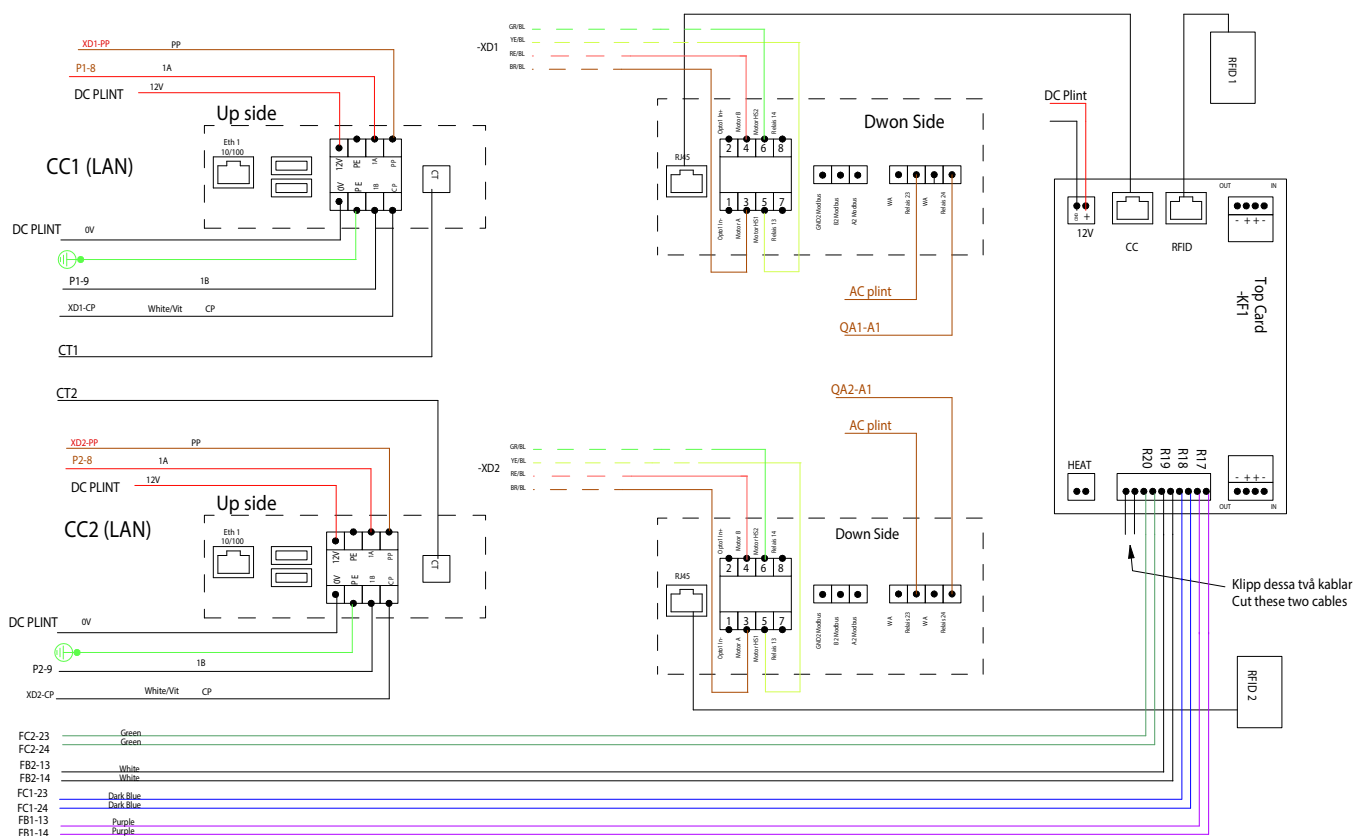 XD1-PP PP
P1-8 1A
DC PLINT 12V
Up side
CC1 (LAN)
Eth 1
10/100
12V PE 1A PP
0V PE 1B CP
CT
DC PLINT 0V
P1-9 1B
XD1-CP White/Vit CP
CT1
-XD1
GR/BL
YE/BL
RE/BL
BR/BL
Dwon Side
RJ45
Opto1 In+ Motor B Motor HS2 Relais 14
2 4 6 8
1 3 5 7
Opto1 In- Motor A Motor HS1 Relais 13
GND2 Modbus
B2 Modbus
A2 Modbus
WA
Relais 23
WA
Relais 24
AC plint
QA1-A1
DC Plint
RFID 1
GND +
12V
CC
RFID
OUT IN
- + + -
Top Card
-KF1
HEAT
R20 R19 R18 R17
- + + -
OUT IN
Klipp dessa två kablar
Cut these two cables
RFID 2
CT2
XD2-PP PP
P2-8 1A
DC PLINT 12V
Up side
CC2 (LAN)
Eth 1
10/100
12V PE 1A PP
0V PE 1B CP
CT
DC PLINT 0V
P2-9 1B
XD2-CP White/Vit CP
-XD2
GR/BL
YE/BL
RE/BL
BR/BL
QA2-A1
AC plint
Down Side
RJ45
Opto1 In+ Motor B Motor HS2 Relais 14
2 4 6 8
1 3 5 7
Opto1 In- Motor A Motor HS1 Relais 13
GND2 Modbus
B2 Modbus
A2 Modbus
WA
Relais 23
WA
Relais 24
FC2-23 Green
FC2-24 Green
FB2-13 White
FB2-14 White
FC1-23 Dark Blue
FC1-24 Dark Blue
FB1-13 Purple
FB1-14 Purple